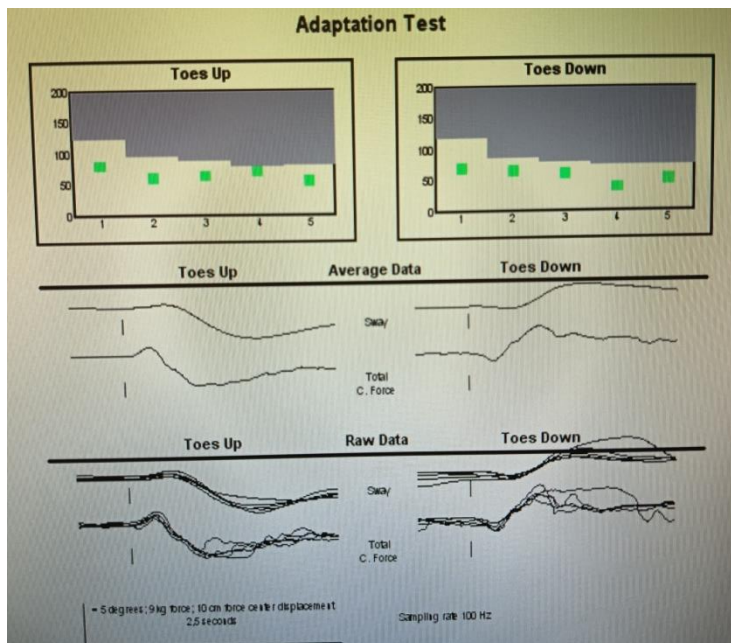 Adaptation Test
Toes Up
Toes Down
200
150
100
50
0
1 2 3 4 5
200
150
100
50
0
1 2 3 4 5
Toes Up Average Data Toes Down
Sway
Total
C. Force
Toes Up Raw Data Toes Down
Sway
Total
C. Force
= 5 degrees; 9 kg force; 10 cm force center displacement
2.5 seconds
Sampling rate 100 Hz